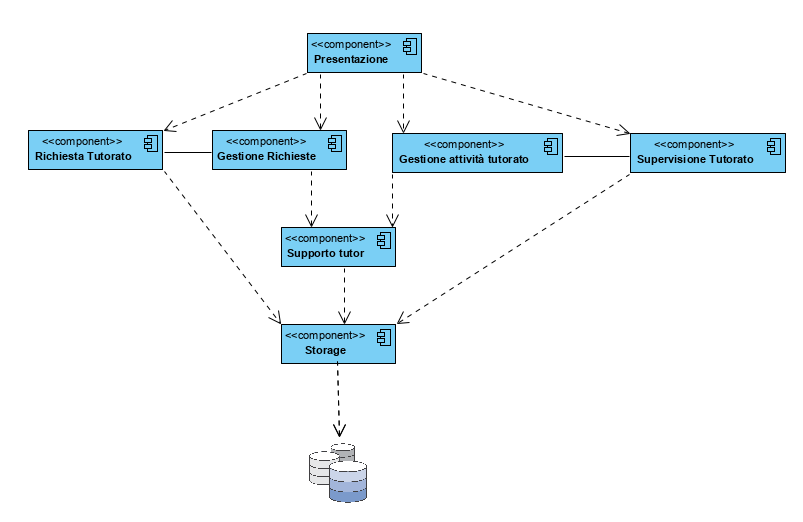 <<component>>
Presentazione
<<component>>
Richiesta Tutorato
<<component>>
Gestione Richieste
<<component>>
Gestione attività tutorato
<<component>>
Supervisione Tutorato
<<component>>
Supporto tutor
<<component>>
Storage